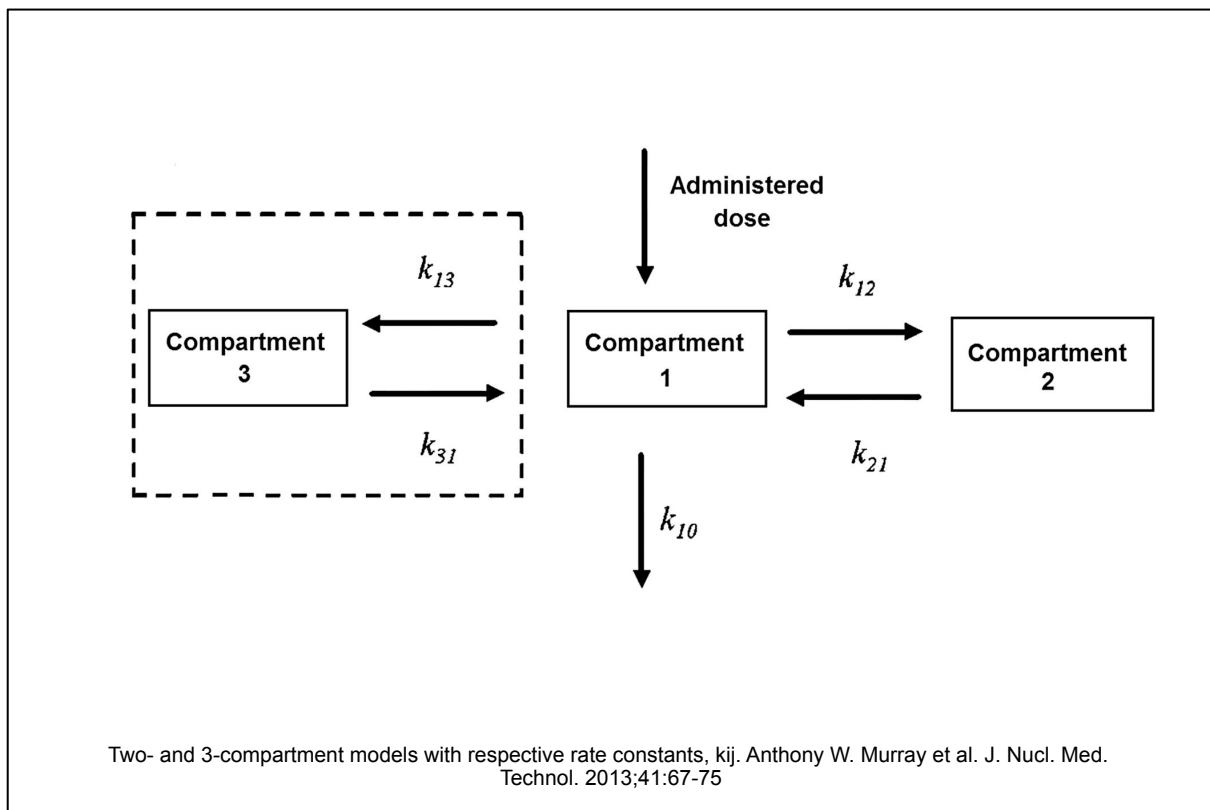 Administered
dose
k13
k12
Compartment
3
Compartment
1
Compartment
2
k31
k21
k10
Two- and 3-compartment models with respective rate constants, kij. Anthony W. Murray et al. J. Nucl. Med.
Technol. 2013;41:67-75